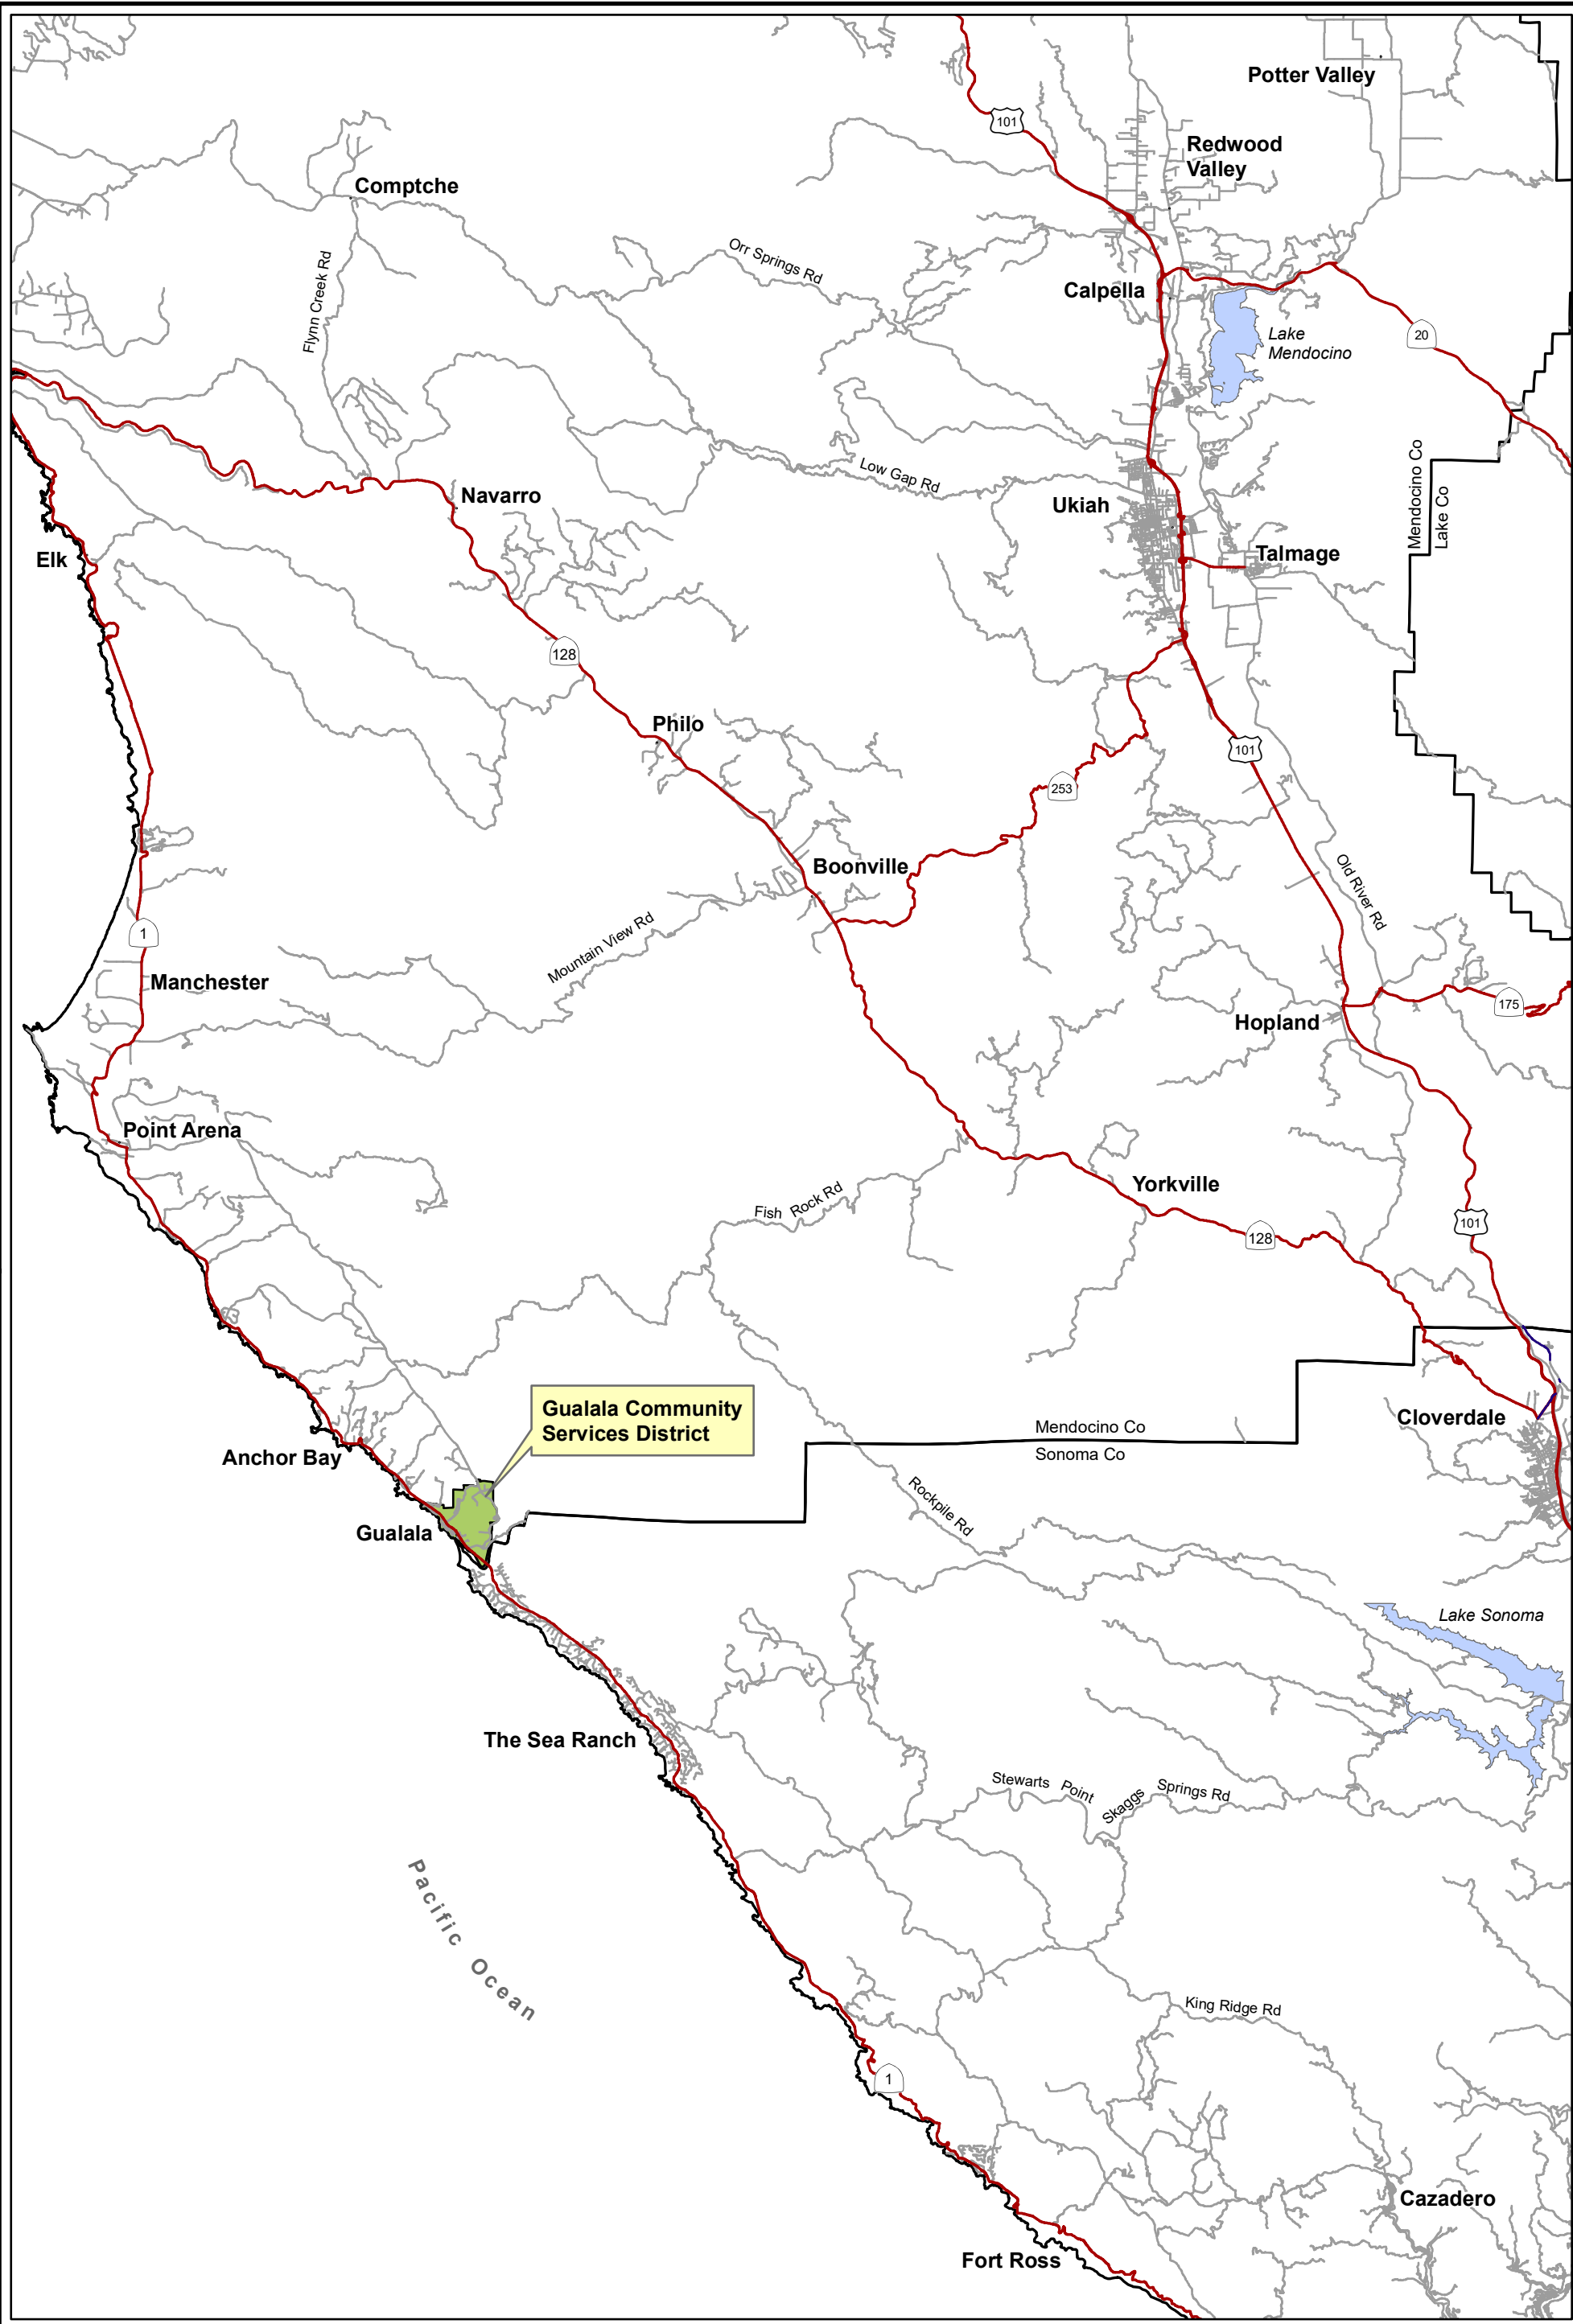 Potter Valley
101
Redwood
Valley
Comptche
Orr Springs Rd
Flynn Creek Rd
Calpella
Lake
Mendocino
20
Mendocino Co
Lake Co
Low Gap Rd
Navarro
Ukiah
Talmage
Elk
128
Philo
101
253
Boonville
Old River Rd
Mountain View Rd
1
Manchester
175
Hopland
Point Arena
Yorkville
Fish Rock Rd
101
128
Gualala Community
Services District
Cloverdale
Mendocino Co
Sonoma Co
Anchor Bay
Rockpile Rd
Gualala
Lake Sonoma
The Sea Ranch
Stewarts Point Skaggs Springs Rd
Pacific Ocean
King Ridge Rd
1
Cazadero
Fort Ross